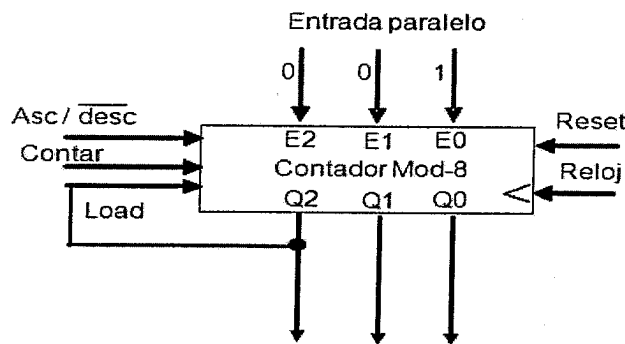 Entrada paralelo
0 0 1
Asc / desc
Contar
Load
E2 E1 E0
Contador Mod-8
Q2 Q1 Q0
Reset
Reloj